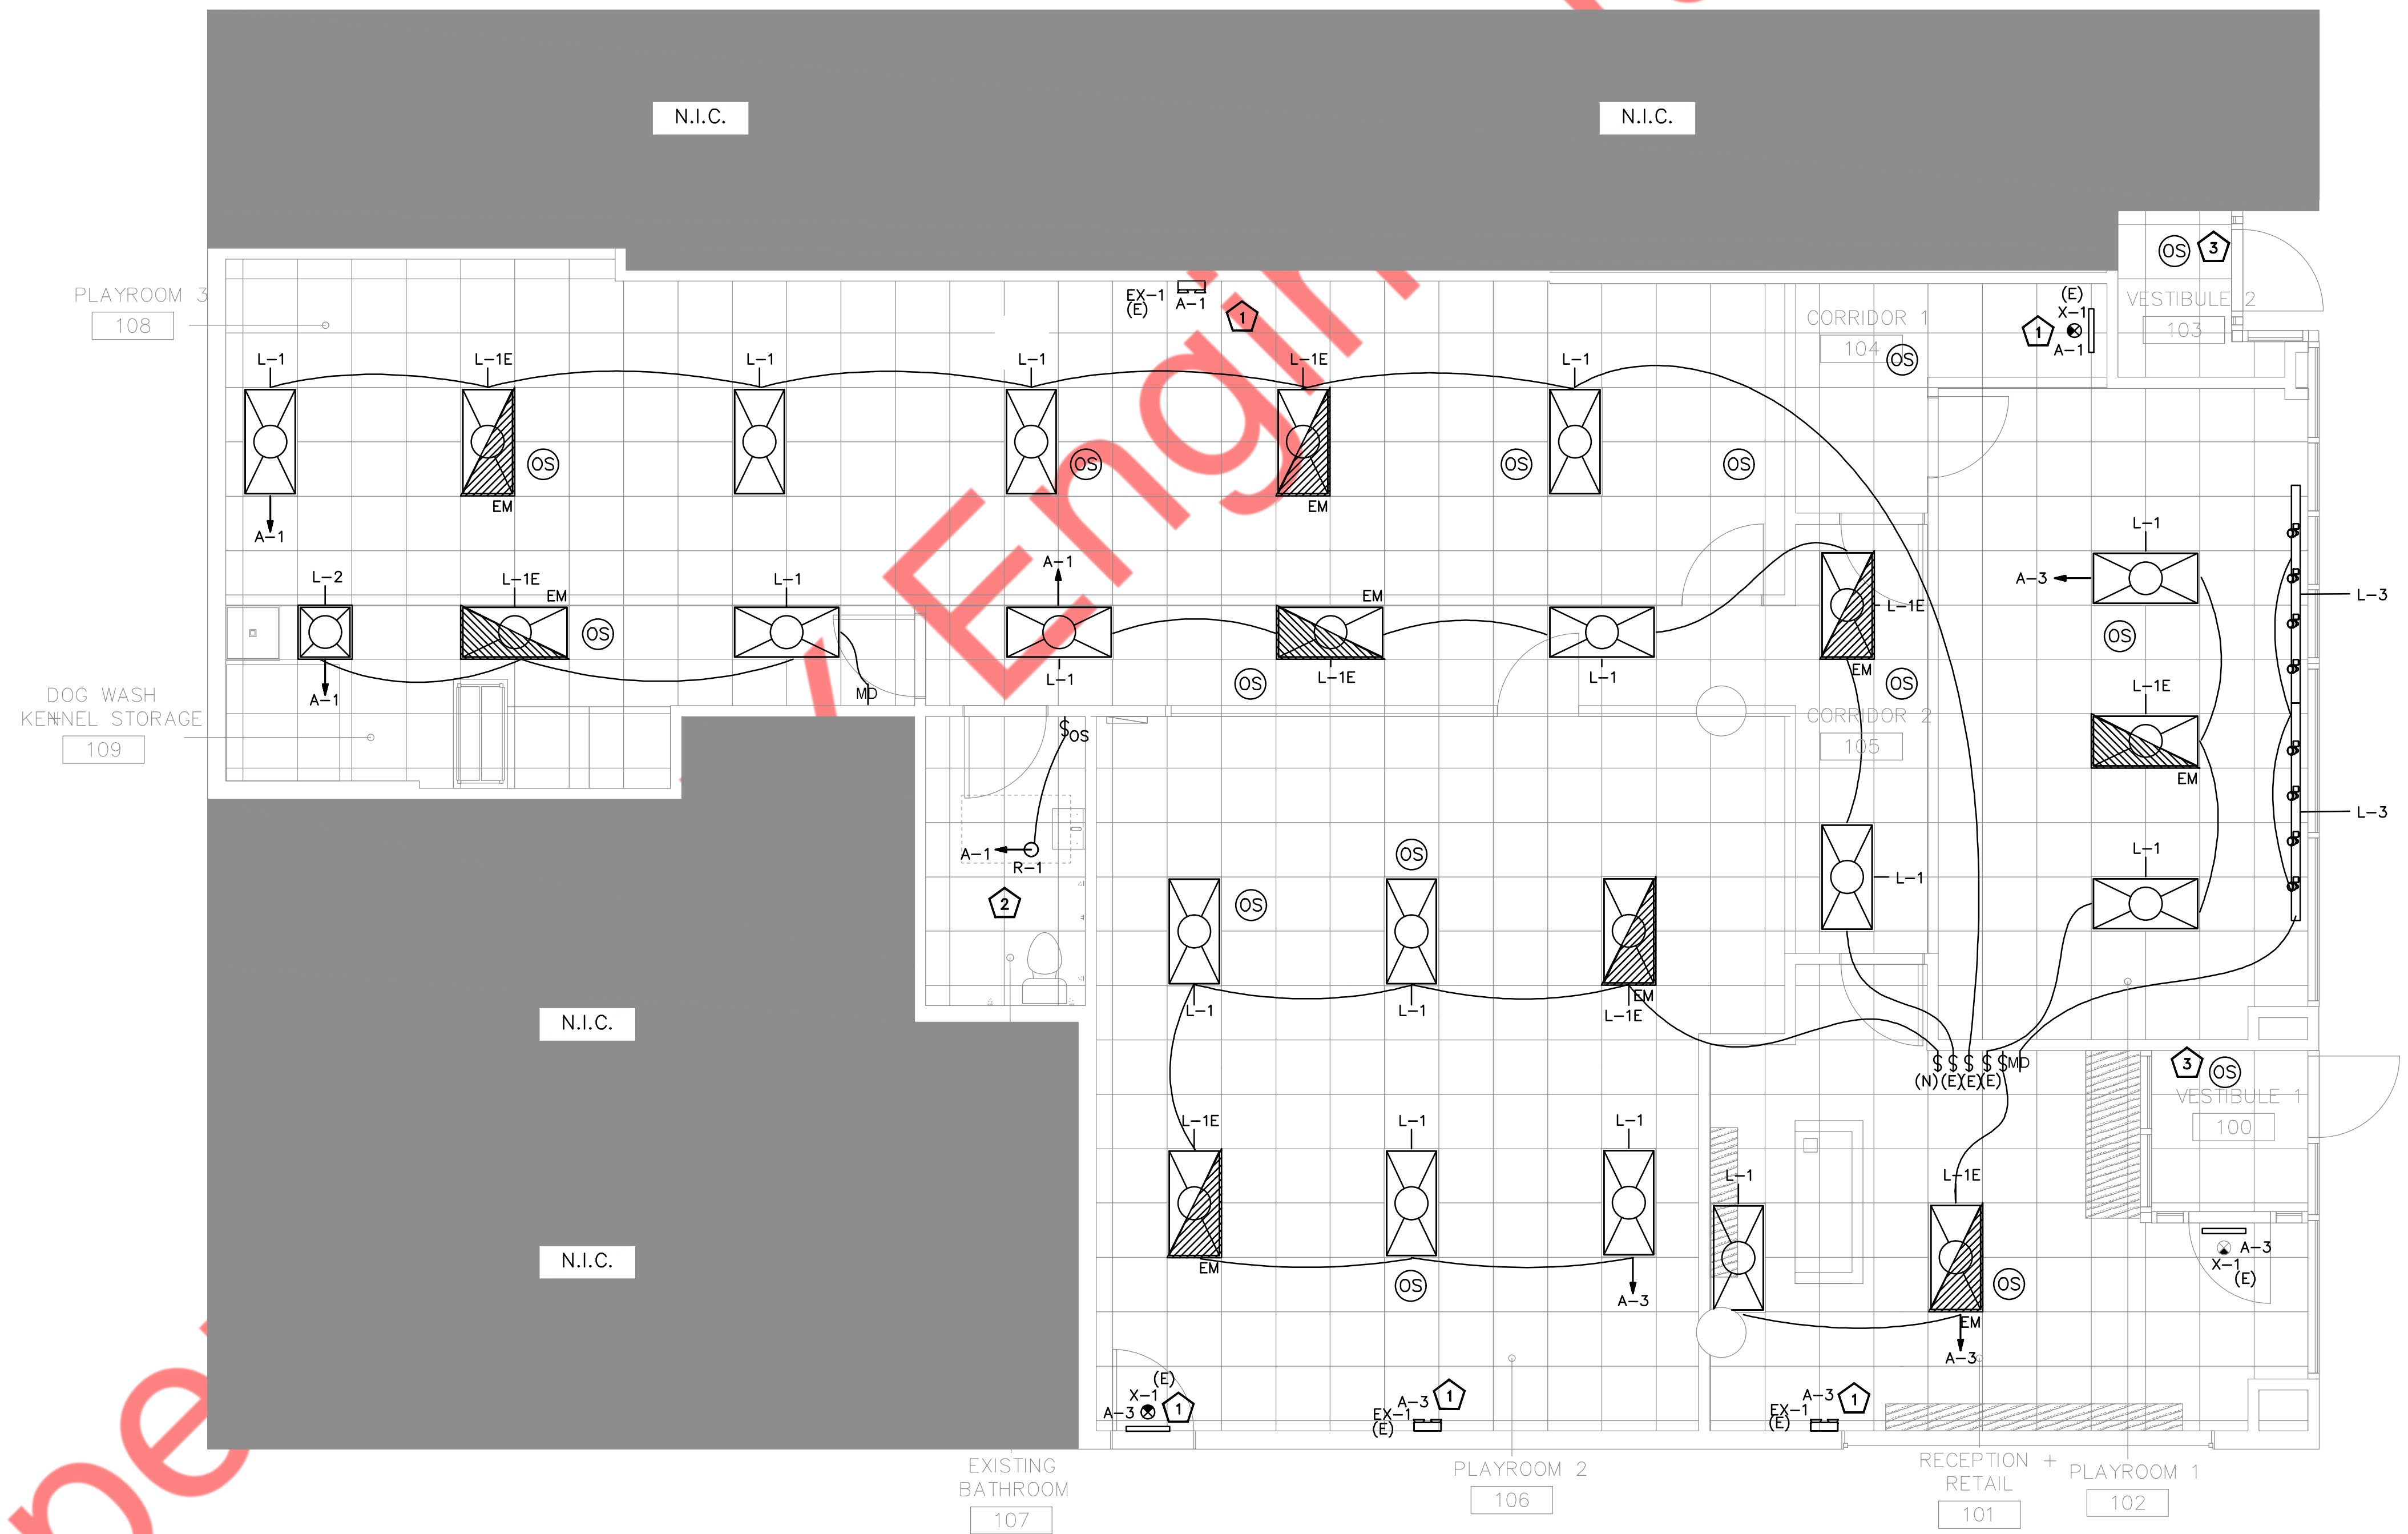 N.I.C.
N.I.C.
OS
3
PLAYROOM 3
108
EX-1
(E)
A-1
1
CORRIDOR 1
104
OS
(E)
X-1
1
A-1
VESTIBULE 2
103
L-1
L-1E
L-1
L-1
L-1E
L-1
OS
OS
OS
OS
EM
EM
A-1
L-2
L-1E
EM
L-1
A-1
EM
L-1
A-3
L-3
OS
L-1E
OS
A-1
MD
L-1
OS
L-1E
L-1
EM
OS
L-1E
DOG WASH
KENNEL STORAGE
109
$OS
CORRIDOR 2
105
EM
L-3
A-1
R-1
OS
L-1
2
OS
L-1
L-1
L-1
EM
L-1E
N.I.C.
$ $ $ $ $MD
(N)(E)(E)(E)
3
OS
VESTIBULE 1
100
L-1E
L-1
L-1
L-1
L-1E
N.I.C.
EM
OS
OS
A-3
X-1
(E)
A-3
EM
A-3
(E)
X-1
A-3
1
A-3
EX-1
(E)
1
A-3
EX-1
(E)
1
EXISTING
BATHROOM
107
PLAYROOM 2
106
RECEPTION +
RETAIL
101
PLAYROOM 1
102
Engin
pe